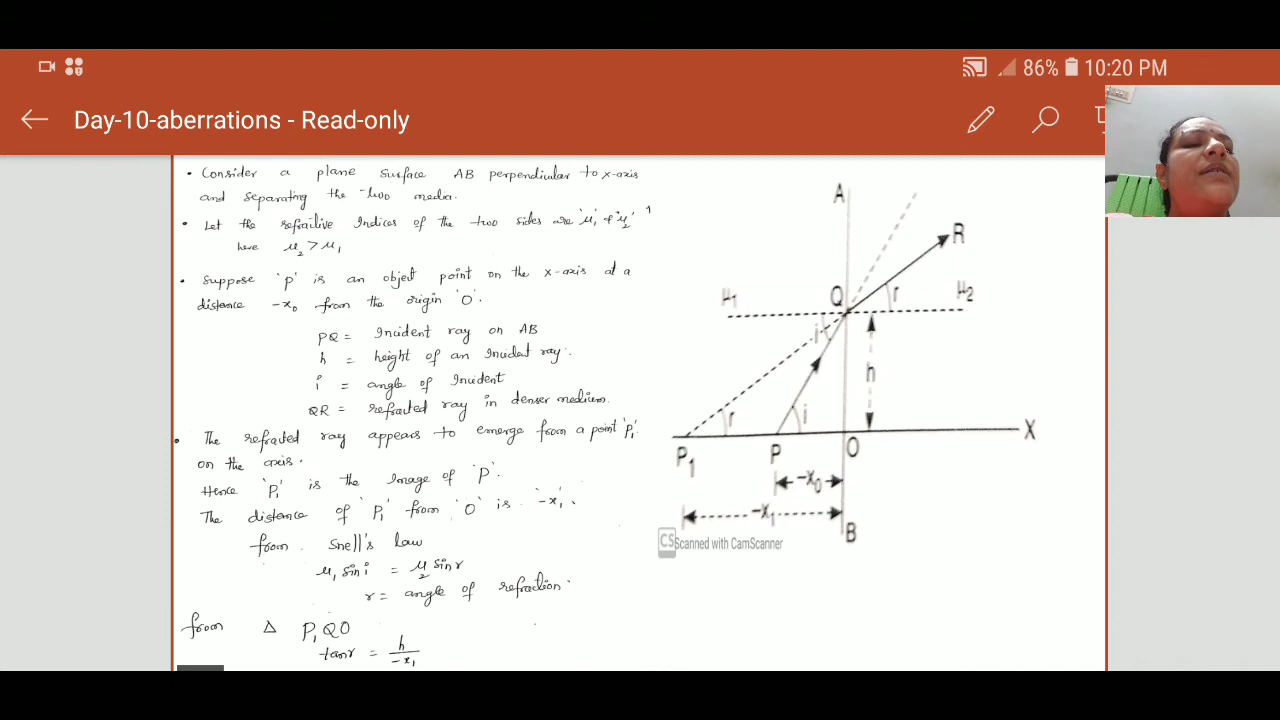 86% 10:20 PM
Day-10-aberrations - Read-only
• Consider a plane surface AB perpendicular to x-axis
and separating the two media.
• Let the refractive Indices of the two sides are 'μ₁' & 'μ₂'
here μ₂ > μ₁
• Suppose 'P' is an object point on the x-axis at a
distance -x₀ from the origin 'O'.
PQ = Incident ray on AB
h = height of an Incident ray.
i = angle of Incident
QR = refracted ray in denser medium.
• The refracted ray appears to emerge from a point 'P₁'
on the axis.
Hence 'P₁' is the Image of 'P'.
The distance of 'P₁' from 'O' is '-x₁'.
from Snell's law
μ₁ sin i = μ₂ sin r
r = angle of refraction.
from Δ P₁QO
tan r = h / -x₁
A
R
Q
μ₁
r
μ₂
i
h
r
i
X
P₁
P
O
-x₀
-x₁
B
CS Scanned with CamScanner